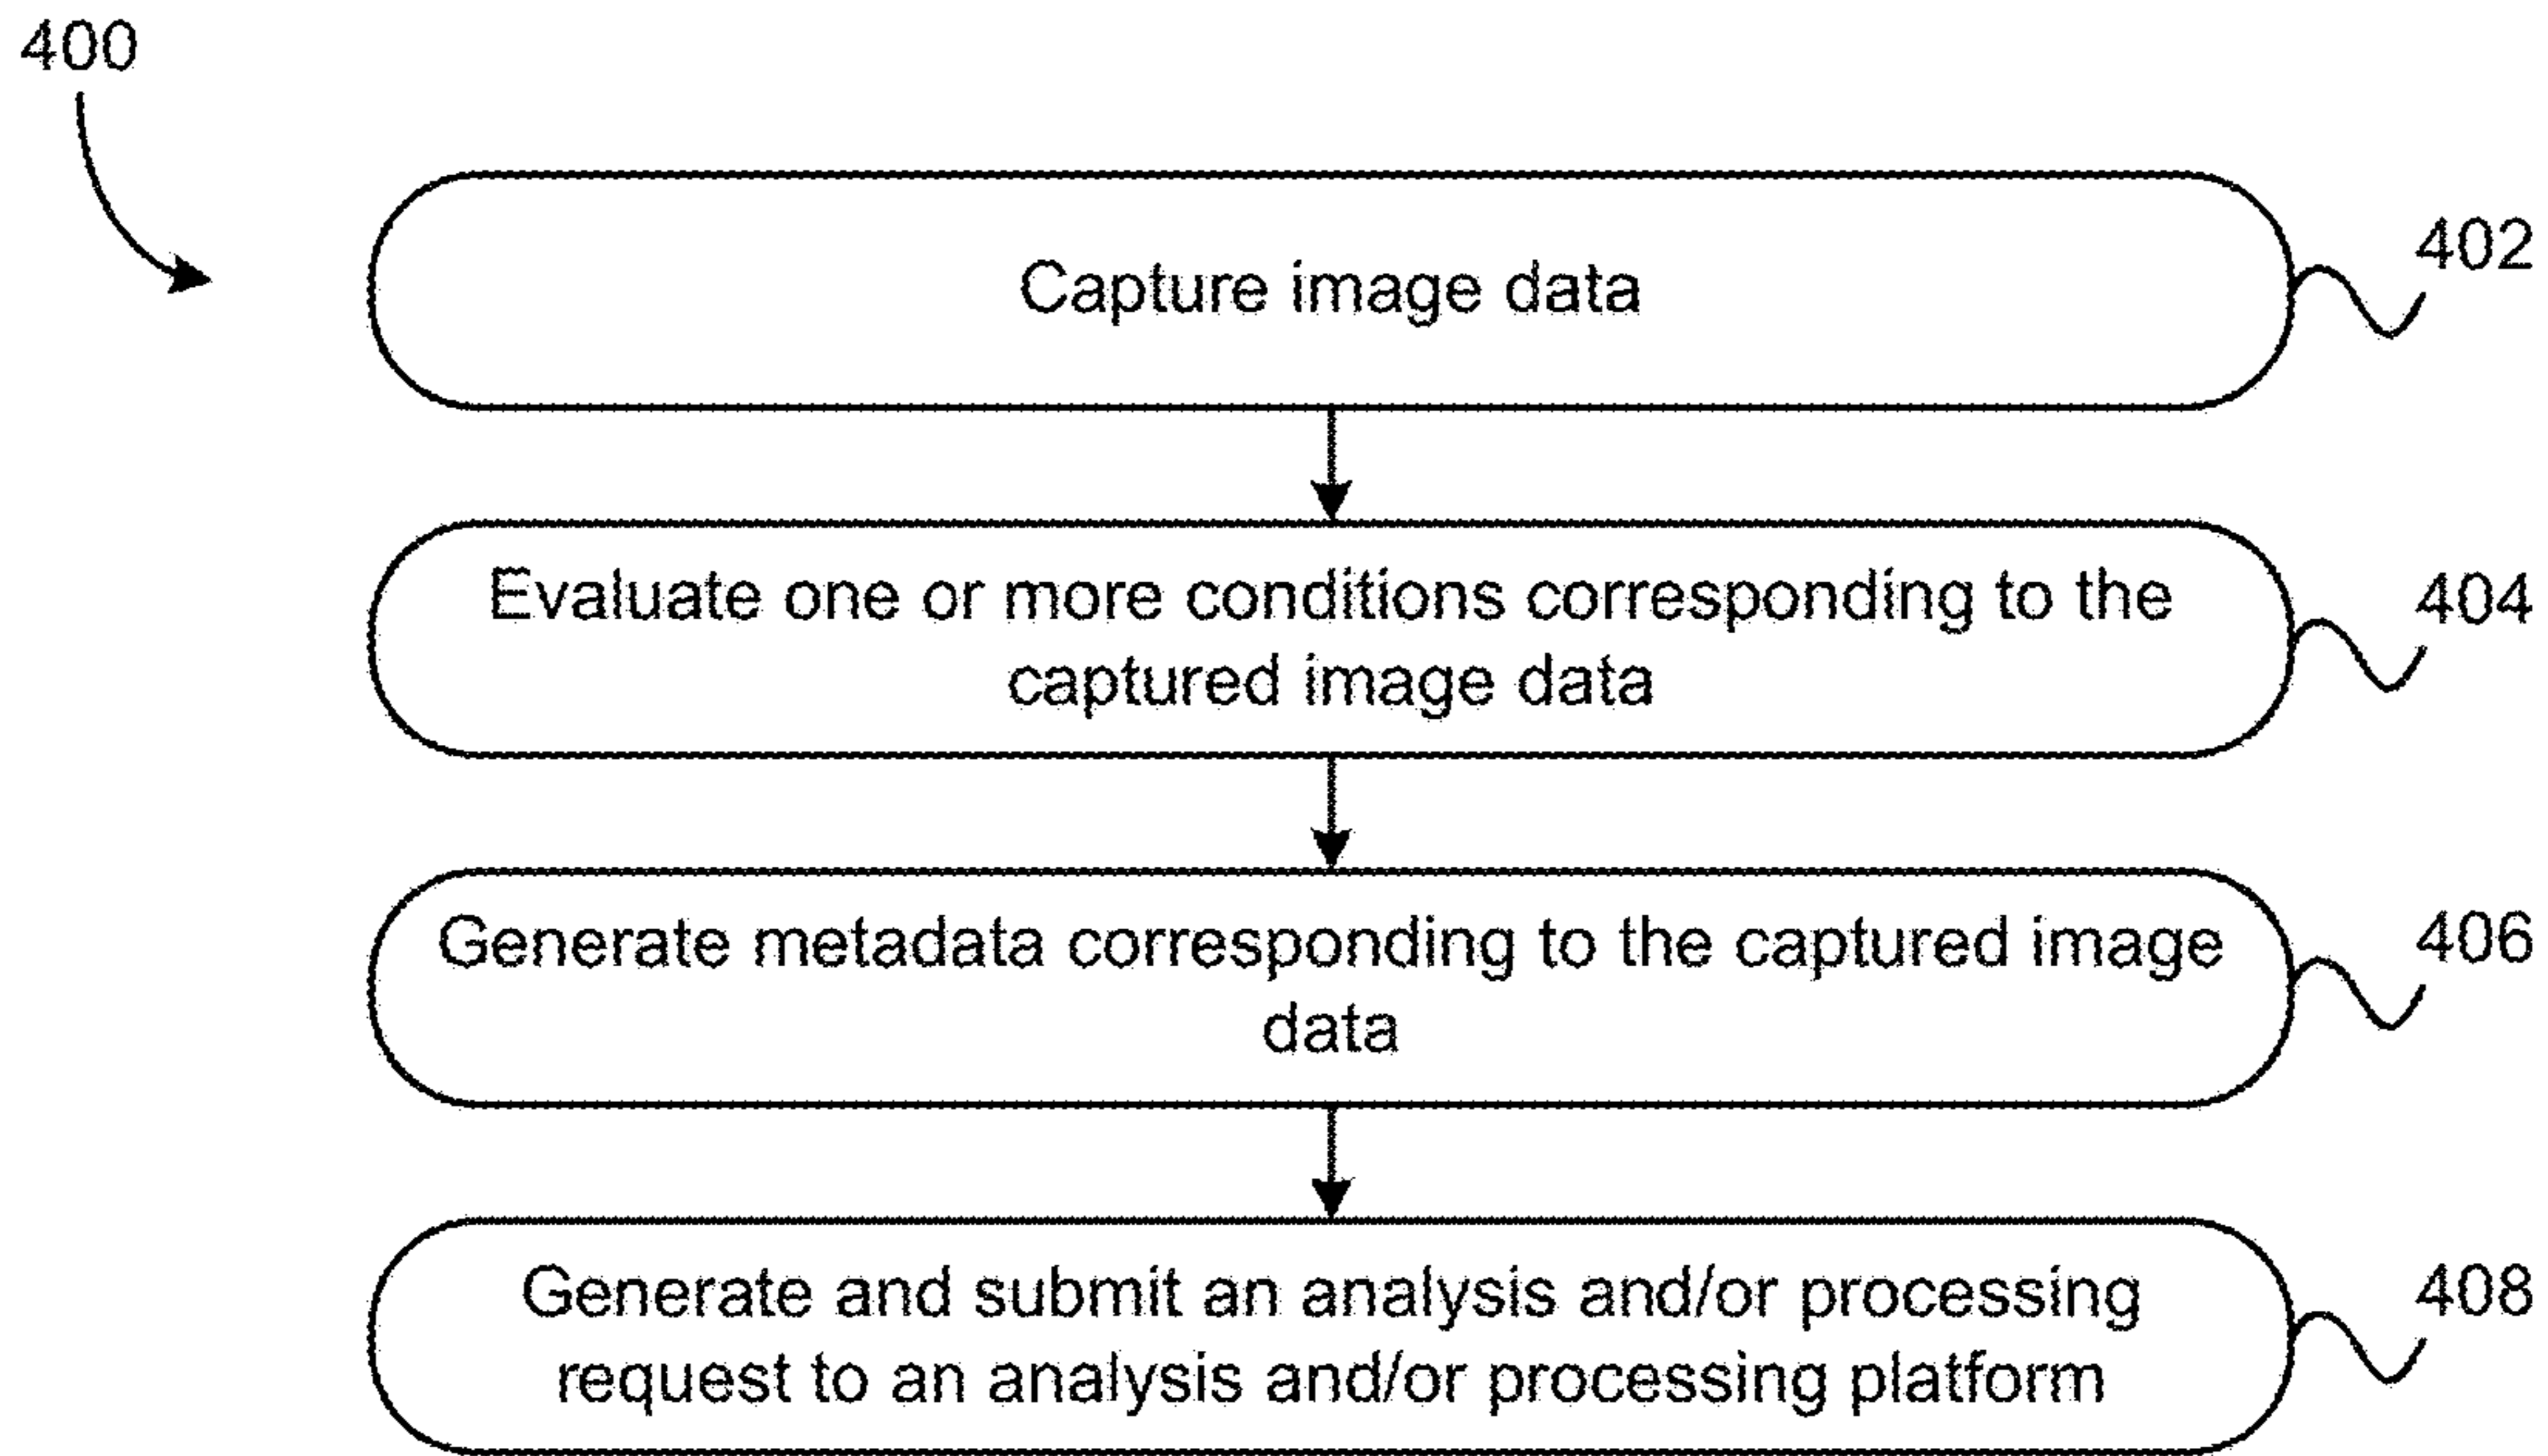 400
Capture image data
402
Evaluate one or more conditions corresponding to the
captured image data
404
Generate metadata corresponding to the captured image
data
406
Generate and submit an analysis and/or processing
request to an analysis and/or processing platform
408